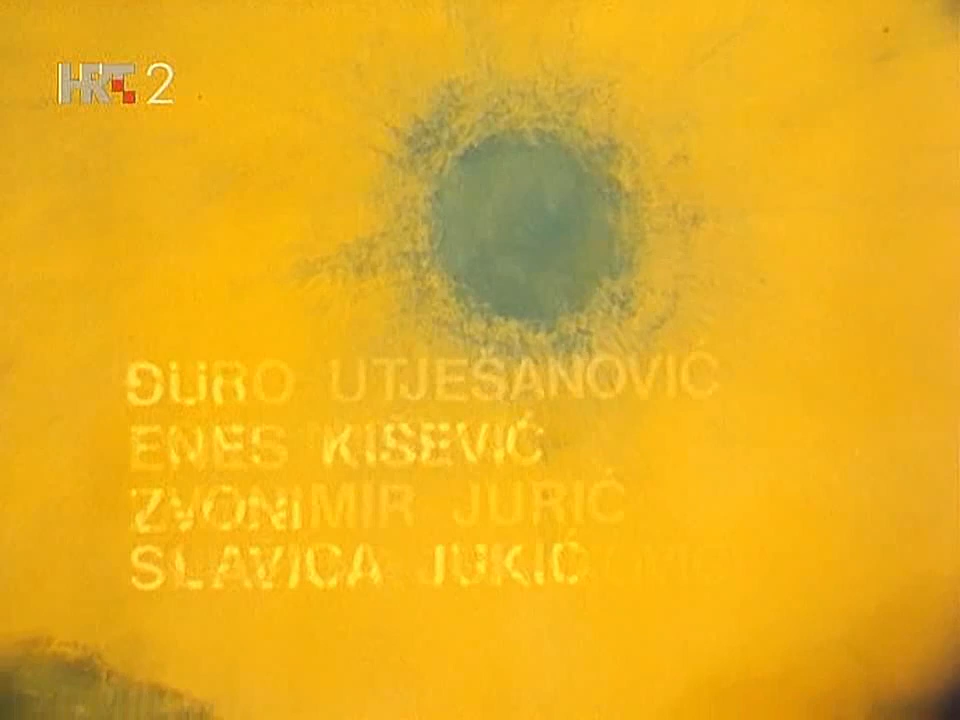 HRT 2
ĐURO UTJEŠANOVIĆ
ENES KIŠEVIĆ
ZVONIMIR JURIĆ
SLAVICA JUKIĆ